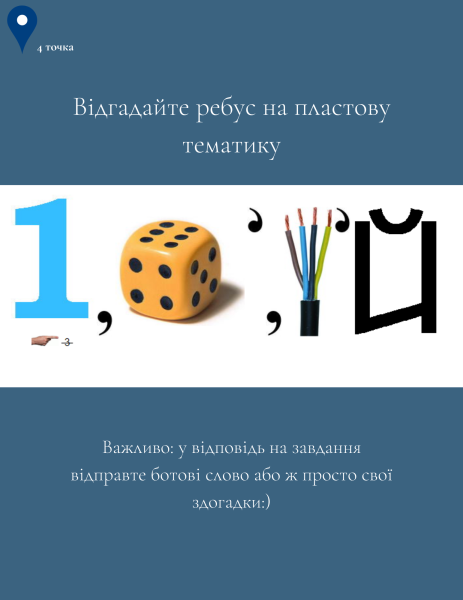 4 точка
Відгадайте ребус на пластову
тематику
1 , ’ , ’ Й
3
Важливо: у відповідь на завдання
відправте ботові слово або ж просто свої
здогадки:)